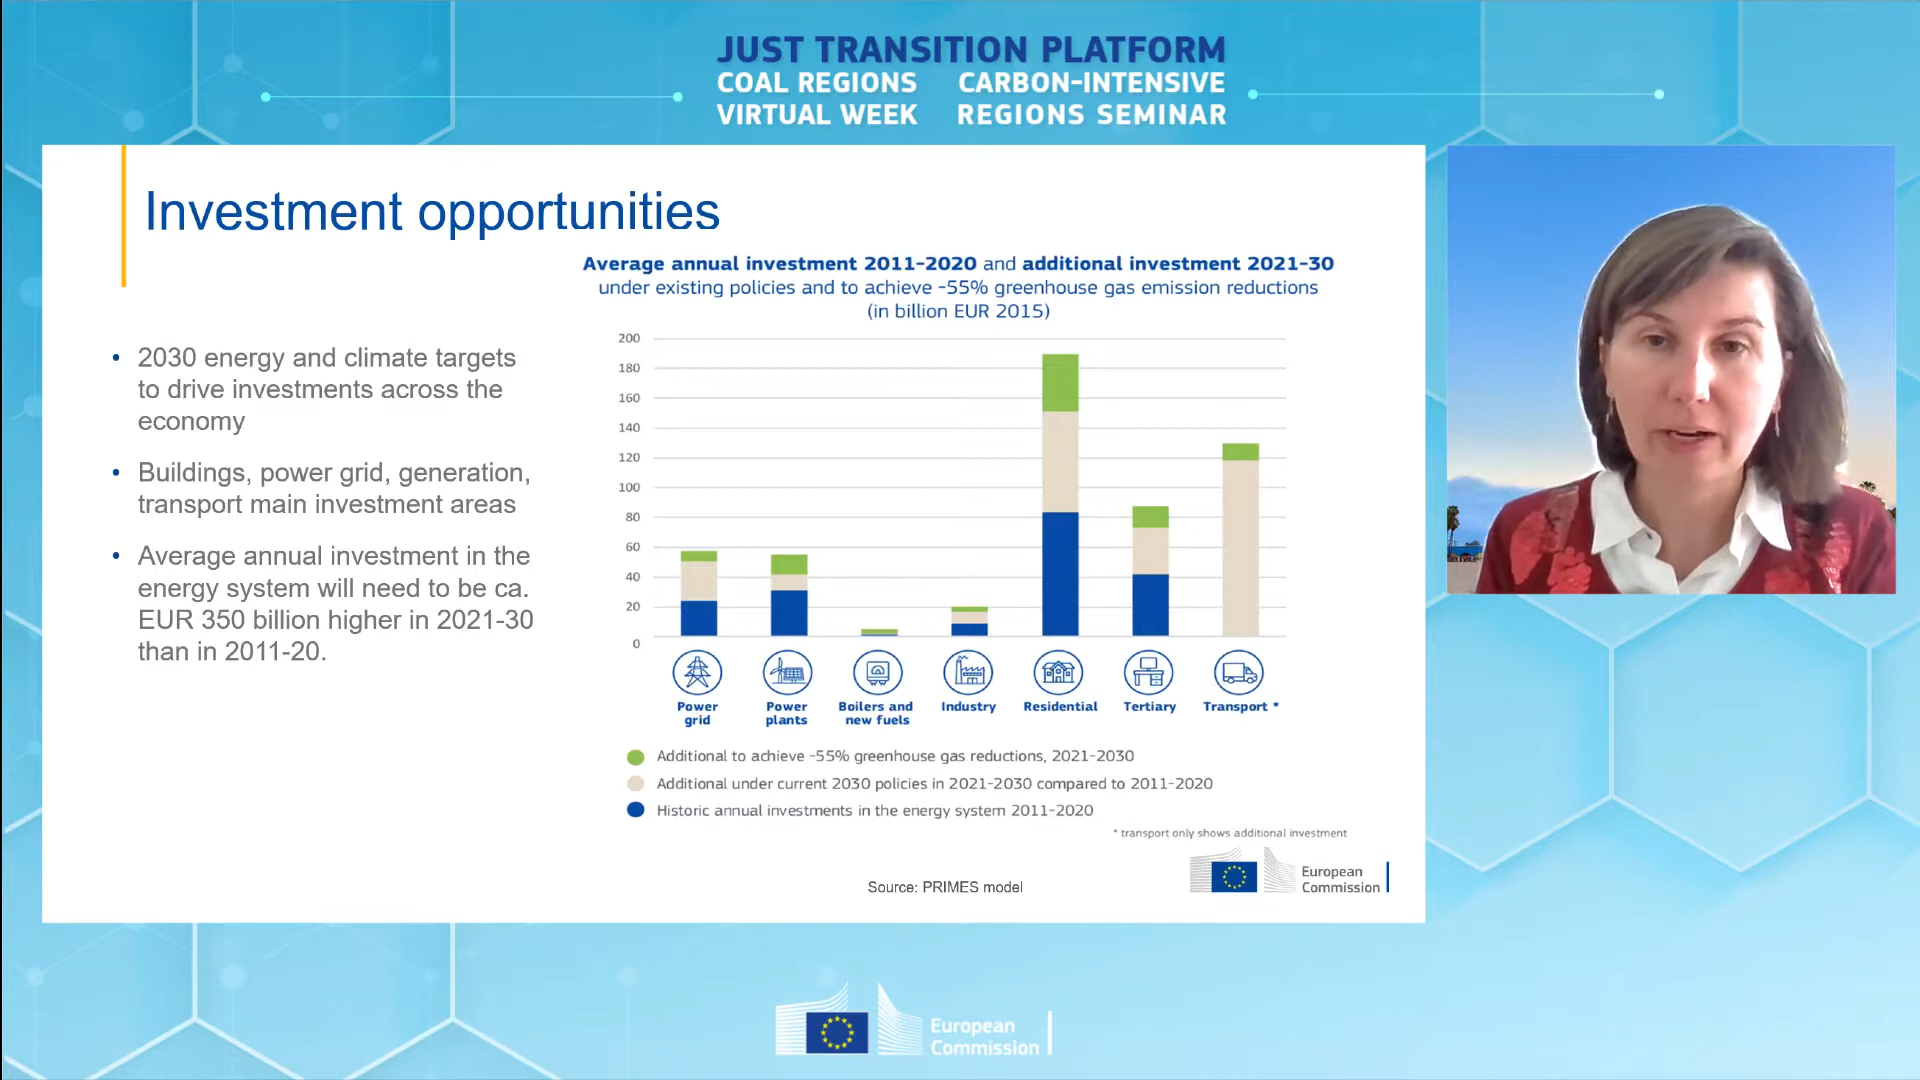 JUST TRANSITION PLATFORM
COAL REGIONS
VIRTUAL WEEK
CARBON-INTENSIVE
REGIONS SEMINAR
Investment opportunities
• 2030 energy and climate targets
to drive investments across the
economy
• Buildings, power grid, generation,
transport main investment areas
• Average annual investment in the
energy system will need to be ca.
EUR 350 billion higher in 2021-30
than in 2011-20.
Average annual investment 2011-2020 and additional investment 2021-30
under existing policies and to achieve -55% greenhouse gas emission reductions
(in billion EUR 2015)
200
180
160
140
120
100
80
60
40
20
0
Power
grid
Power
plants
Boilers and
new fuels
Industry
Residential
Tertiary
Transport *
Additional to achieve -55% greenhouse gas reductions, 2021-2030
Additional under current 2030 policies in 2021-2030 compared to 2011-2020
Historic annual investments in the energy system 2011-2020
* transport only shows additional investment
Source: PRIMES model
European
Commission
European
Commission